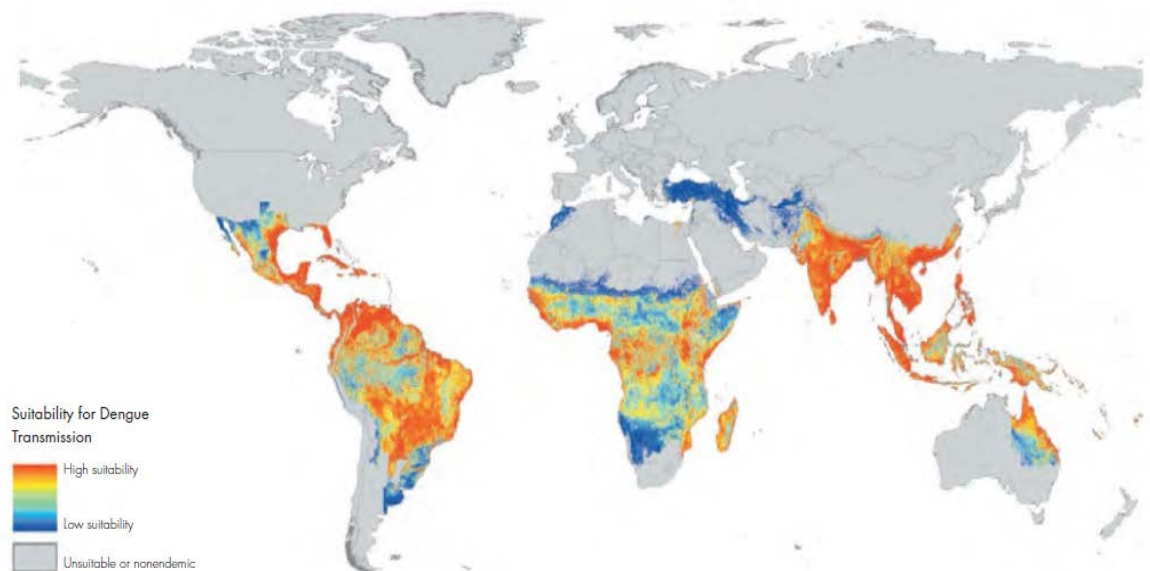 Suitability for Dengue
Transmission
High suitability
Low suitability
Unsuitable or nonendemic